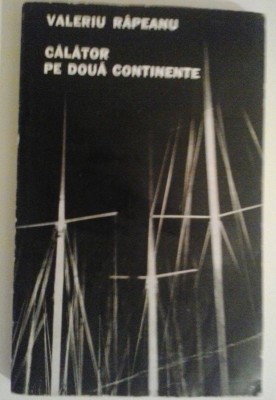 VALERIU RÂPEANU
CĂLĂTOR
PE DOUĂ CONTINENTE